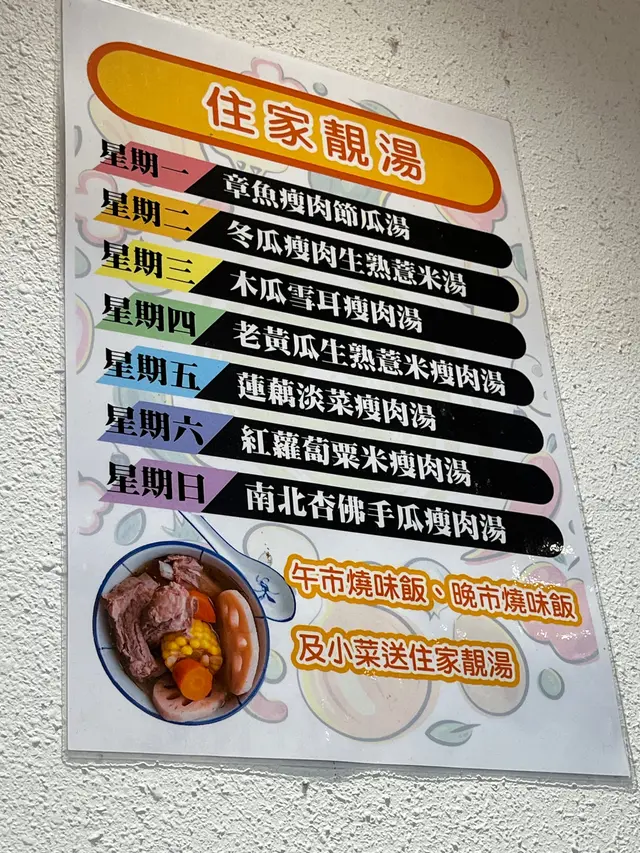 住家靚湯
星期一 章魚瘦肉節瓜湯
星期二 冬瓜瘦肉生熟薏米湯
星期三 木瓜雪耳瘦肉湯
星期四 老黃瓜生熟薏米瘦肉湯
星期五 蓮藕淡菜瘦肉湯
星期六 紅蘿蔔粟米瘦肉湯
星期日 南北杏佛手瓜瘦肉湯
午市燒味飯、晚市燒味飯
及小菜送住家靚湯